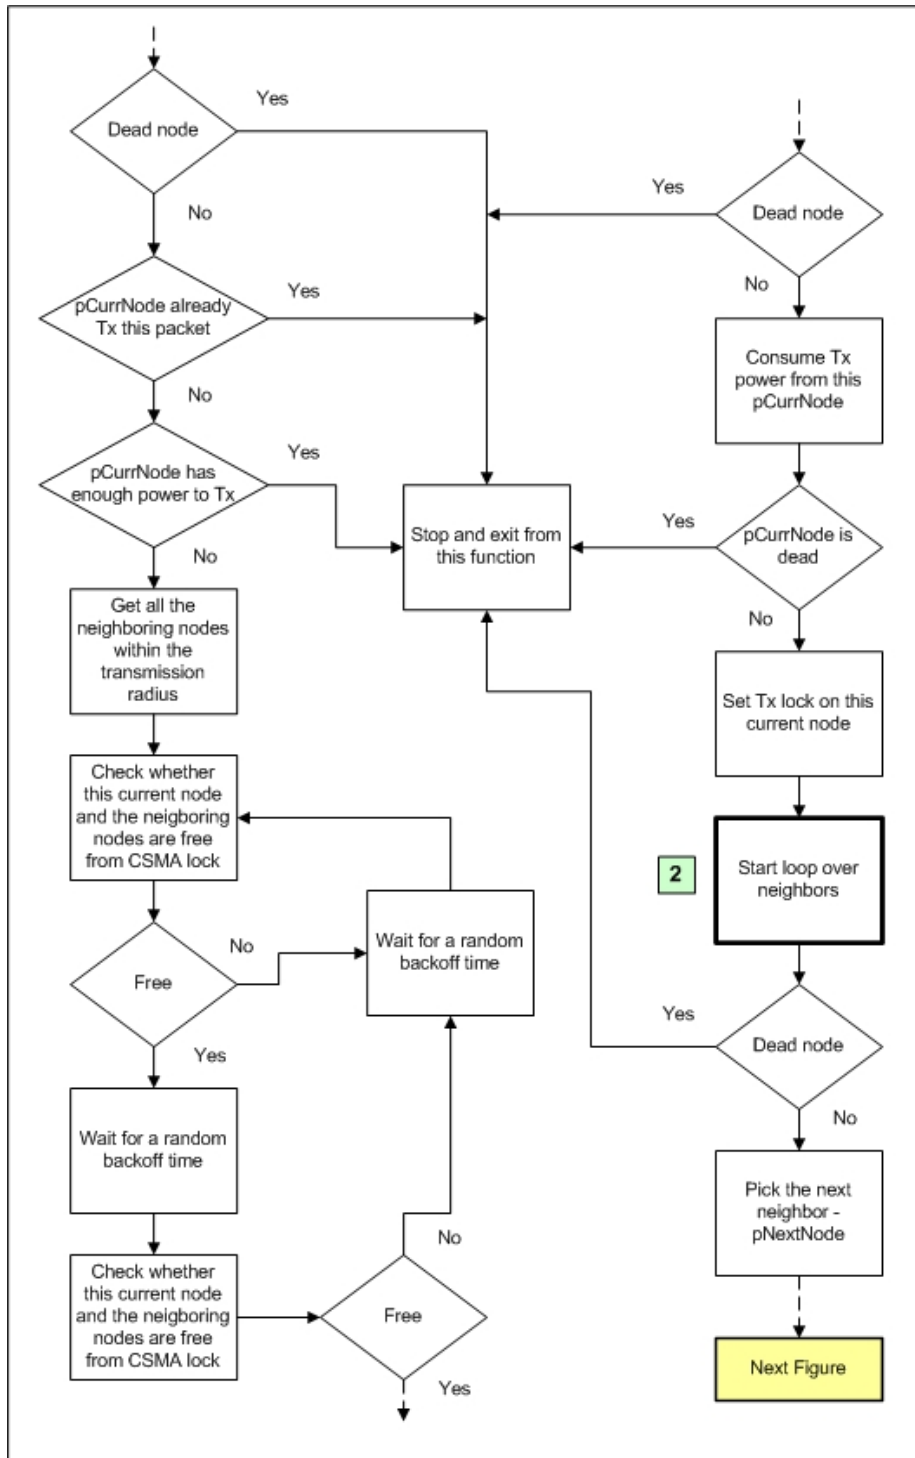 Dead node
Yes
No
pCurrNode already
Tx this packet
Yes
No
pCurrNode has
enough power to Tx
Yes
No
Get all the
neighboring nodes
within the
transmission
radius
Check whether
this current node
and the neigboring
nodes are free
from CSMA lock
Free
No
Yes
Wait for a random
backoff time
Wait for a random
backoff time
Check whether
this current node
and the neigboring
nodes are free
from CSMA lock
Free
No
Yes
Stop and exit from
this function
Dead node
Yes
No
Consume Tx
power from this
pCurrNode
pCurrNode is
dead
Yes
No
Set Tx lock on this
current node
2
Start loop over
neighbors
Dead node
Yes
No
Pick the next
neighbor -
pNextNode
Next Figure